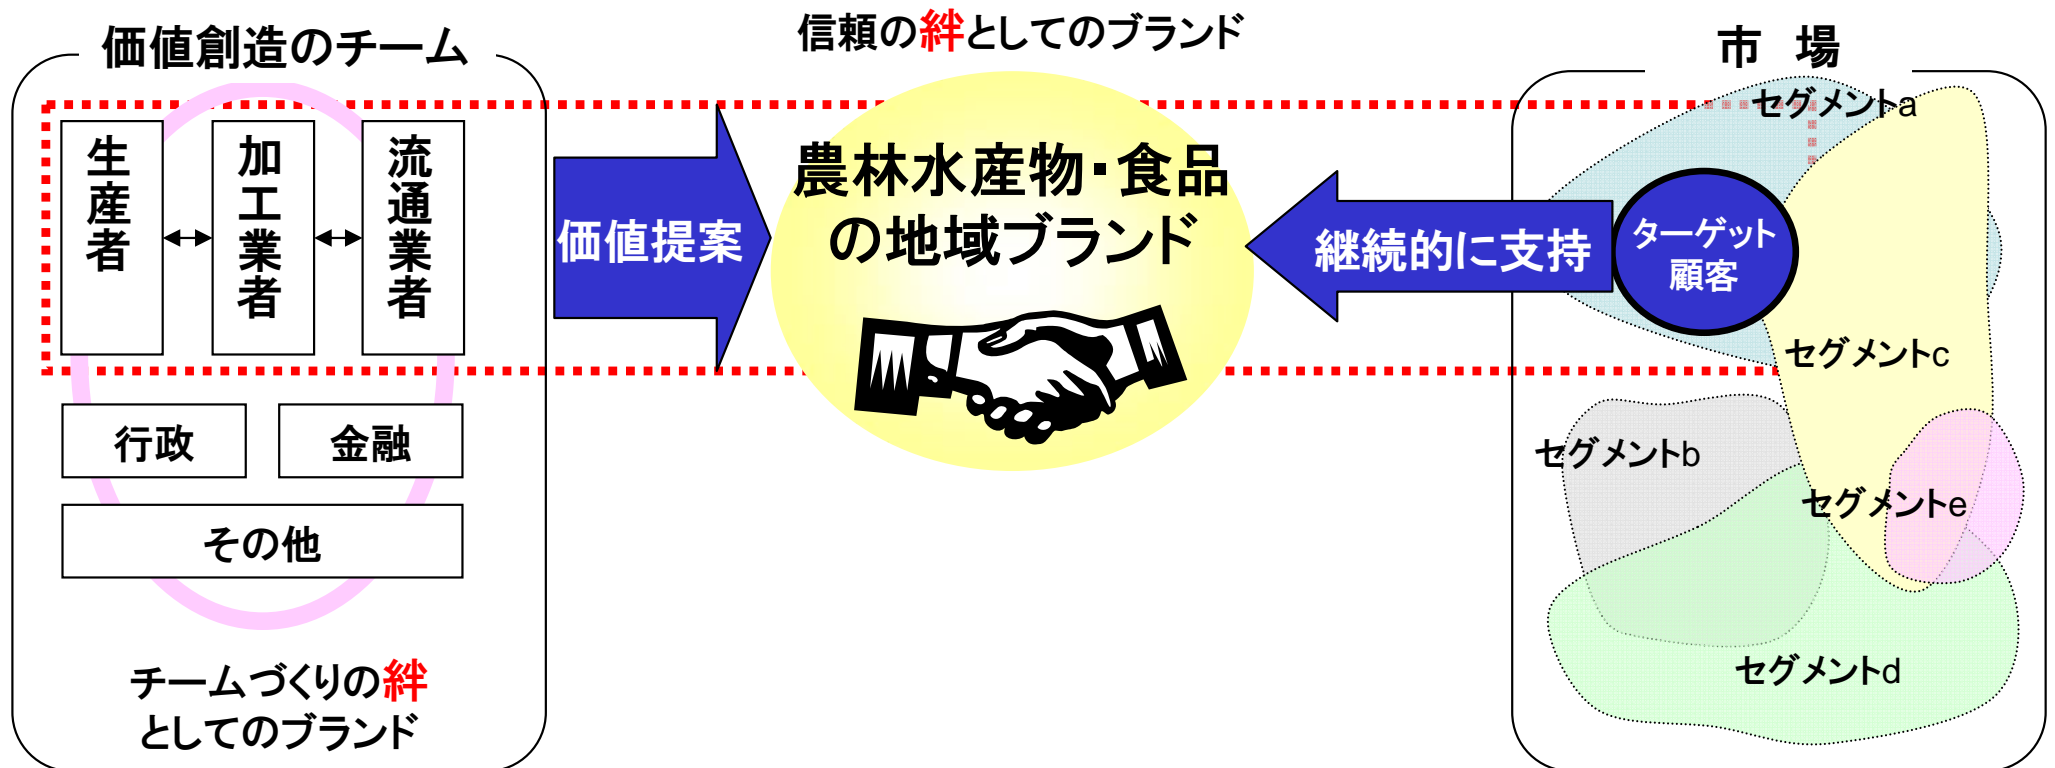 価値創造のチーム
生産者
加工業者
流通業者
行政
金融
その他
チームづくりの絆
としてのブランド
価値提案
信頼の絆としてのブランド
農林水産物・食品
の地域ブランド
継続的に支持
市　場
セグメントa
ターゲット
顧客
セグメントc
セグメントb
セグメントe
セグメントd